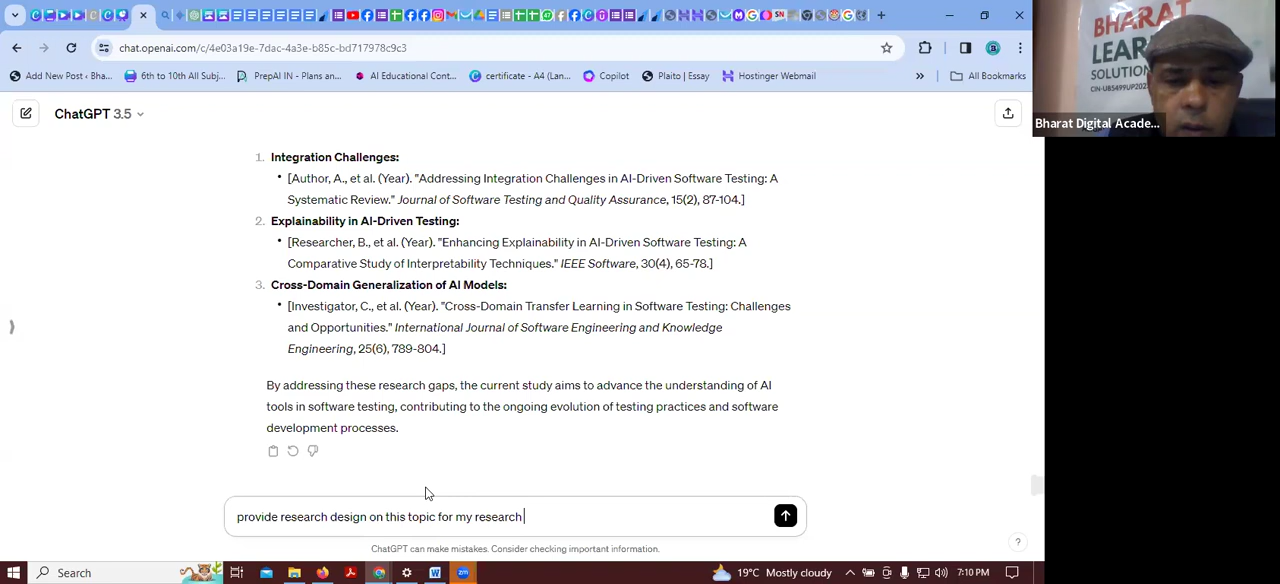 chat.openai.com/c/4e03a19e-7dac-4a3e-b85c-bd717978c9c3
Add New Post ‹ Bha...
6th to 10th All Subj...
PrepAI IN - Plans an...
AI Educational Cont...
certificate - A4 (Lan...
Copilot
Plaito | Essay
Hostinger Webmail
»
All Bookmarks
BHARAT
LEAR
SOLUTION
Bharat Digital Acade...
ChatGPT 3.5
1. Integration Challenges:
• [Author, A., et al. (Year). "Addressing Integration Challenges in AI-Driven Software Testing: A
Systematic Review." Journal of Software Testing and Quality Assurance, 15(2), 87-104.]
2. Explainability in AI-Driven Testing:
• [Researcher, B., et al. (Year). "Enhancing Explainability in AI-Driven Software Testing: A
Comparative Study of Interpretability Techniques." IEEE Software, 30(4), 65-78.]
3. Cross-Domain Generalization of AI Models:
• [Investigator, C., et al. (Year). "Cross-Domain Transfer Learning in Software Testing: Challenges
and Opportunities." International Journal of Software Engineering and Knowledge
Engineering, 25(6), 789-804.]
By addressing these research gaps, the current study aims to advance the understanding of AI
tools in software testing, contributing to the ongoing evolution of testing practices and software
development processes.
provide research design on this topic for my research
ChatGPT can make mistakes. Consider checking important information.
?
Search
19°C Mostly cloudy
7:10 PM